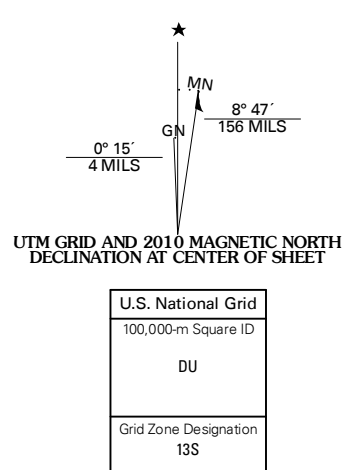 MN
GN
8° 47´
156 MILS
0° 15´
4 MILS
UTM GRID AND 2010 MAGNETIC NORTH
DECLINATION AT CENTER OF SHEET
U.S. National Grid
100,000-m Square ID
DU
Grid Zone Designation
13S